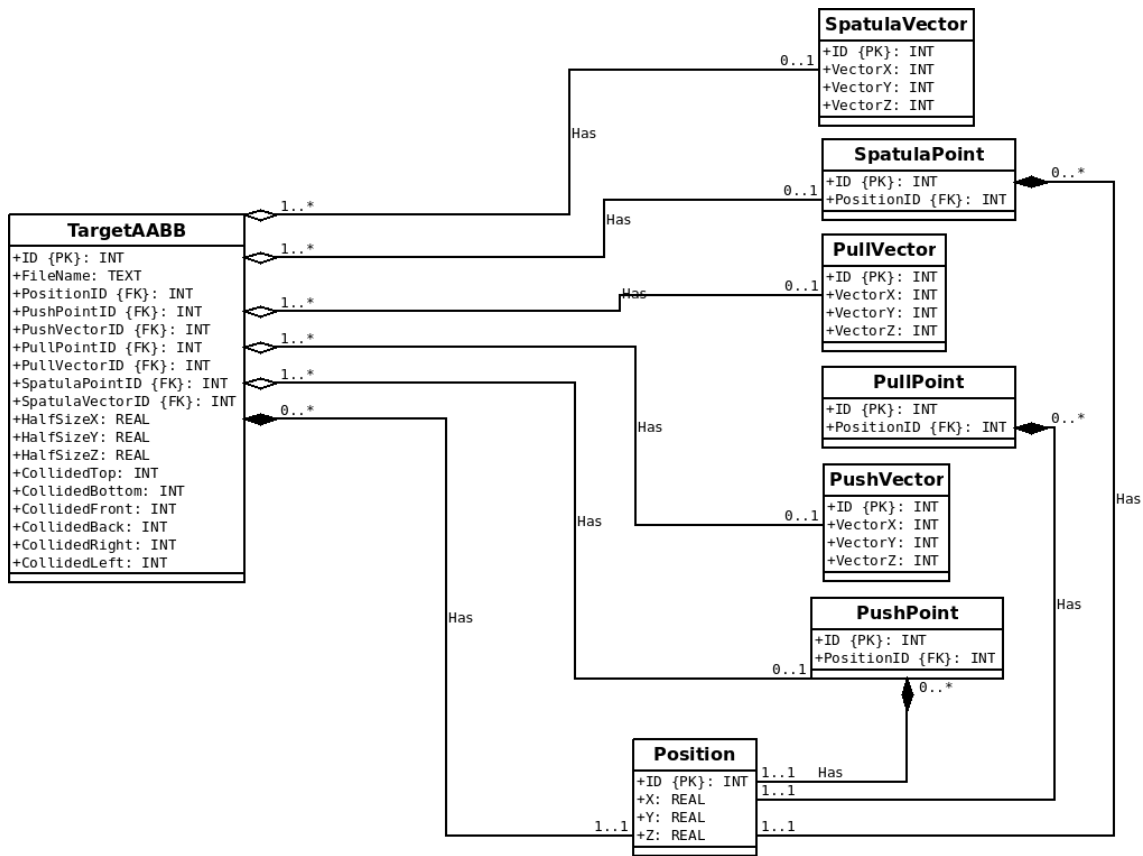 SpatulaVector
+ID {PK}: INT
+VectorX: INT
+VectorY: INT
+VectorZ: INT
0..1
Has
SpatulaPoint
+ID {PK}: INT
+PositionID {FK}: INT
0..1
0..*
Has
TargetAABB
+ID {PK}: INT
+FileName: TEXT
+PositionID {FK}: INT
+PushPointID {FK}: INT
+PushVectorID {FK}: INT
+PullPointID {FK}: INT
+PullVectorID {FK}: INT
+SpatulaPointID {FK}: INT
+SpatulaVectorID {FK}: INT
+HalfSizeX: REAL
+HalfSizeY: REAL
+HalfSizeZ: REAL
+CollidedTop: INT
+CollidedBottom: INT
+CollidedFront: INT
+CollidedBack: INT
+CollidedRight: INT
+CollidedLeft: INT
1..*
1..*
1..*
1..*
1..*
0..*
PullVector
+ID {PK}: INT
+VectorX: INT
+VectorY: INT
+VectorZ: INT
0..1
Has
PullPoint
+ID {PK}: INT
+PositionID {FK}: INT
0..*
Has
PushVector
+ID {PK}: INT
+VectorX: INT
+VectorY: INT
+VectorZ: INT
0..1
Has
Has
PushPoint
+ID {PK}: INT
+PositionID {FK}: INT
0..1
0..*
Has
Has
Position
+ID {PK}: INT
+X: REAL
+Y: REAL
+Z: REAL
1..1 Has
1..1
1..1
1..1